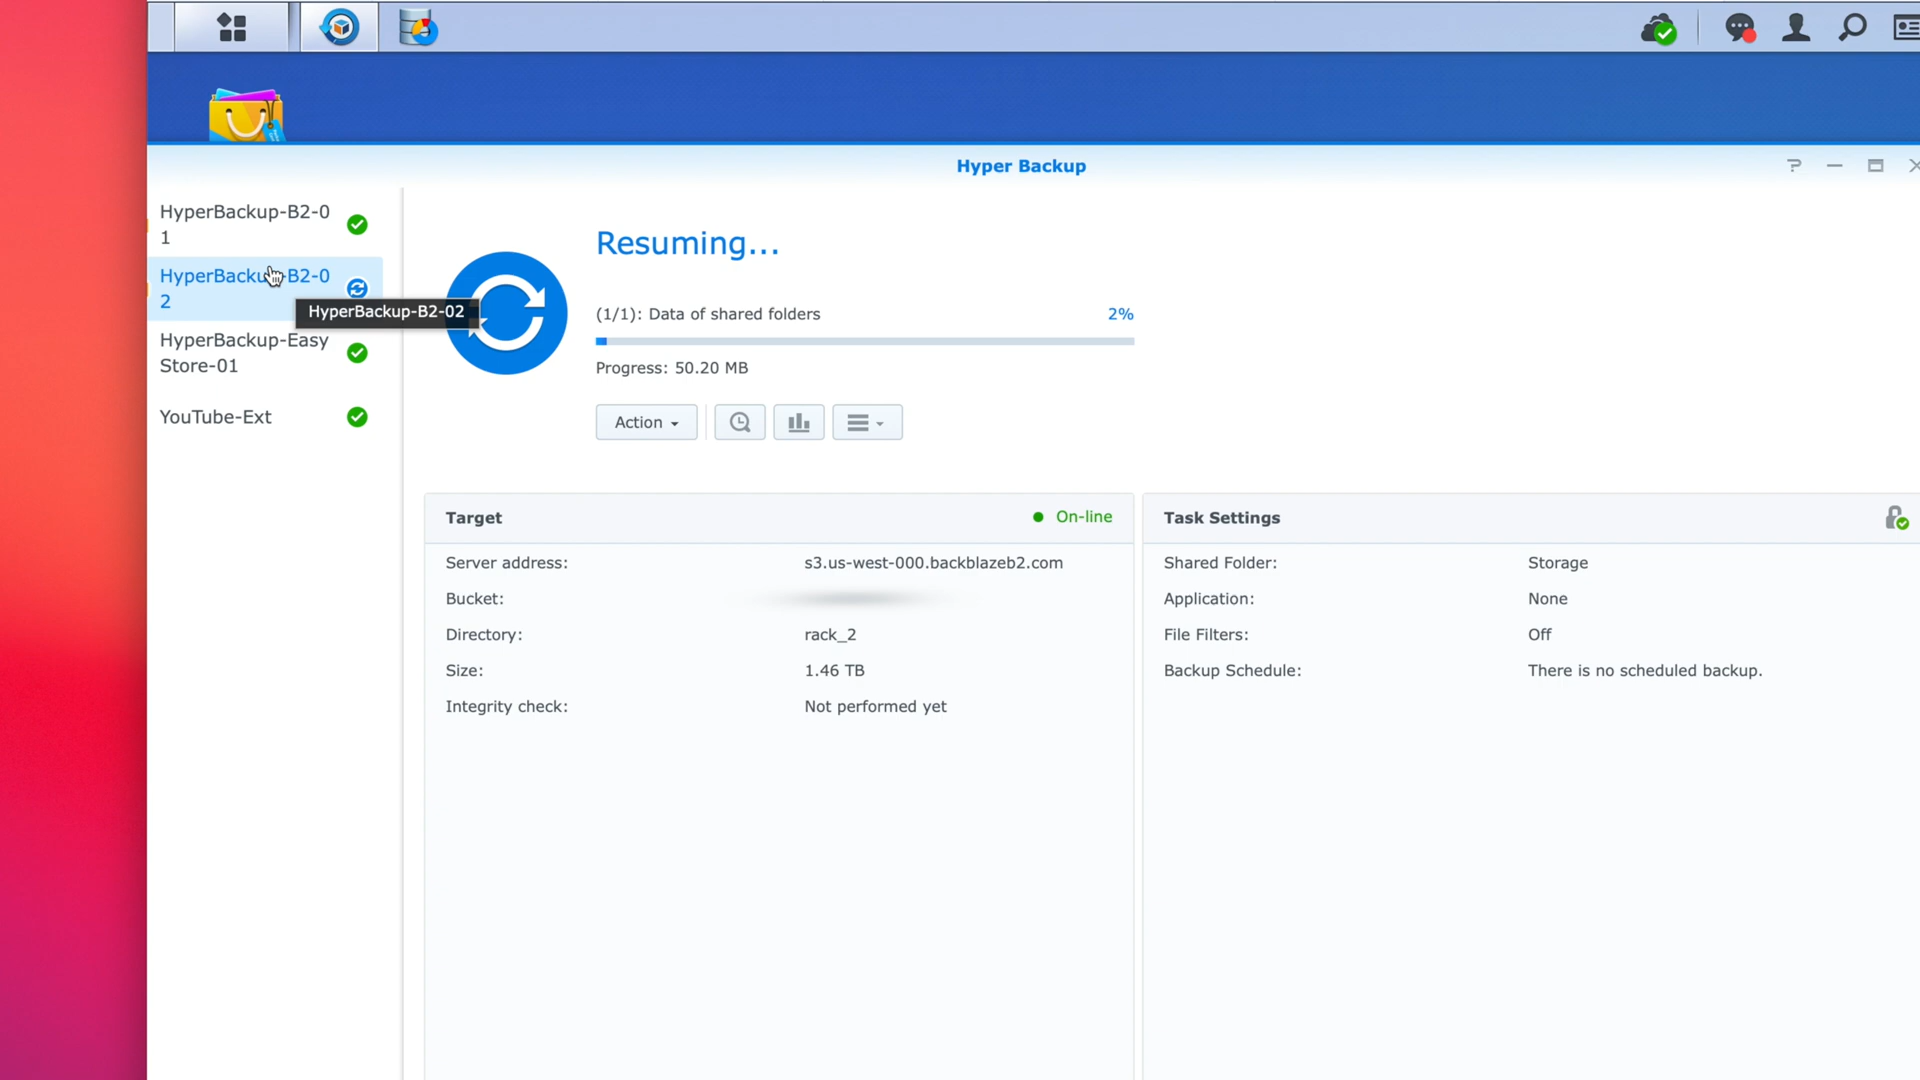 Hyper Backup
HyperBackup-B2-0
1
HyperBackup-B2-0
2
HyperBackup-B2-02
HyperBackup-Easy
Store-01
YouTube-Ext
Resuming...
(1/1): Data of shared folders 2%
Progress: 50.20 MB
Action
Target On-line
Server address: s3.us-west-000.backblazeb2.com
Bucket:
Directory: rack_2
Size: 1.46 TB
Integrity check: Not performed yet
Task Settings
Shared Folder: Storage
Application: None
File Filters: Off
Backup Schedule: There is no scheduled backup.